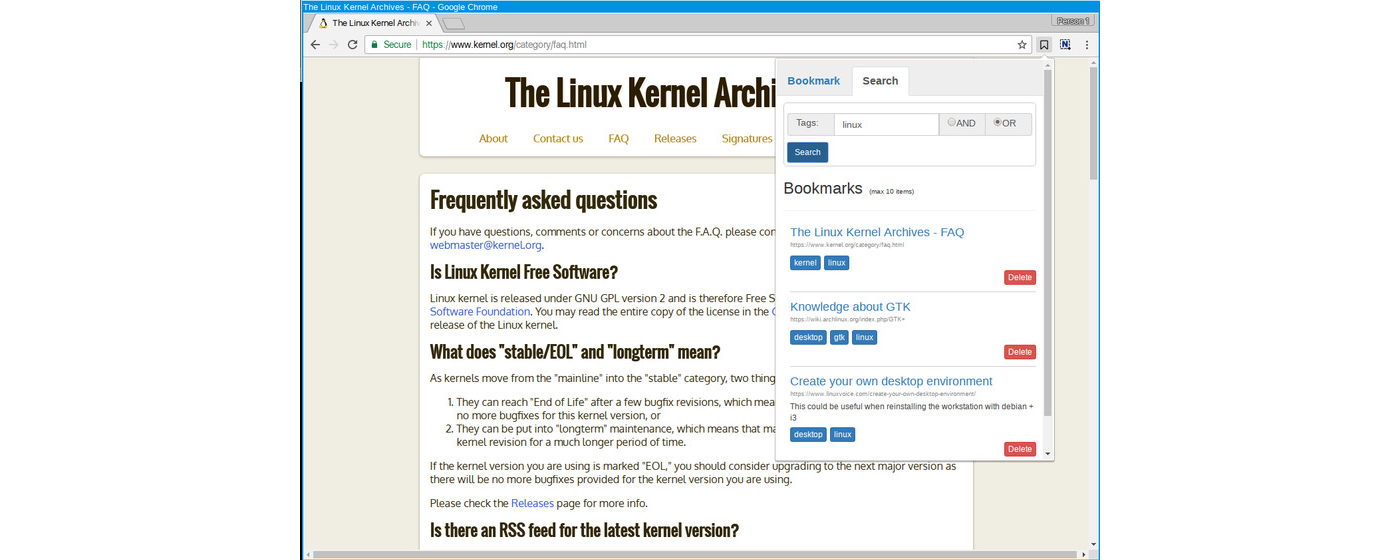 The Linux Kernel Archives - FAQ - Google Chrome
The Linux Kernel Archiv
Person 1
Secure https://www.kernel.org/category/faq.html
The Linux Kernel Archi
About Contact us FAQ Releases Signatures
Frequently asked questions
If you have questions, comments or concerns about the F.A.Q. please con
webmaster@kernel.org.
Is Linux Kernel Free Software?
Linux kernel is released under GNU GPL version 2 and is therefore Free S
Software Foundation. You may read the entire copy of the license in the
release of the Linux kernel.
What does "stable/EOL" and "longterm" mean?
As kernels move from the "mainline" into the "stable" category, two thing
1. They can reach "End of Life" after a few bugfix revisions, which mea
no more bugfixes for this kernel version, or
2. They can be put into "longterm" maintenance, which means that ma
kernel revision for a much longer period of time.
If the kernel version you are using is marked "EOL," you should consider upgrading to the next major version as
there will be no more bugfixes provided for the kernel version you are using.
Please check the Releases page for more info.
Is there an RSS feed for the latest kernel version?
Bookmark Search
Tags: linux AND OR
Search
Bookmarks (max 10 items)
The Linux Kernel Archives - FAQ
https://www.kernel.org/category/faq.html
kernel linux
Delete
Knowledge about GTK
https://wiki.archlinux.org/index.php/GTK+
desktop gtk linux
Delete
Create your own desktop environment
https://www.linuxvoice.com/create-your-own-desktop-environment/
This could be useful when reinstalling the workstation with debian +
i3
desktop linux
Delete